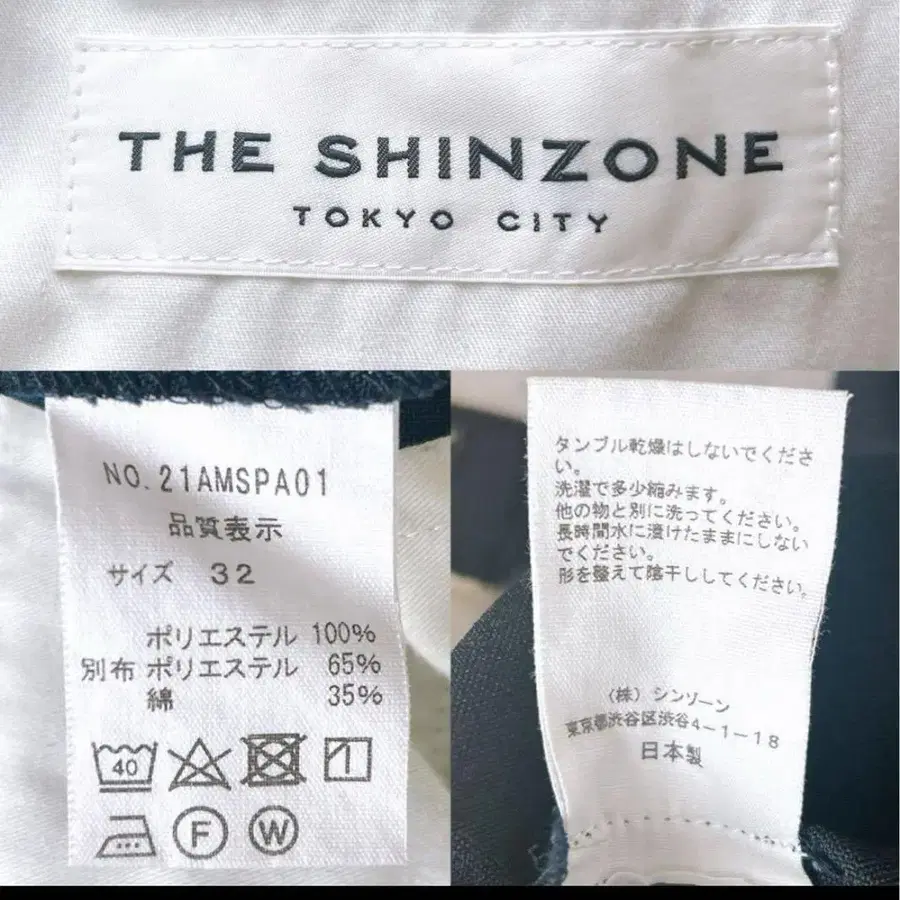 THE SHINZONE
TOKYO CITY
NO. 21AMSPA01
品質表示
サイズ 32
ポリエステル 100%
別布 ポリエステル 65%
綿 35%
40
F
W
タンブル乾燥はしないでくださ
い。
洗濯で多少縮みます。
他の物と別に洗ってください。
長時間水に浸けたままにしない
でください。
形を整えて陰干ししてください。
(株) シンゾーン
東京都渋谷区渋谷4-1-18
日本製